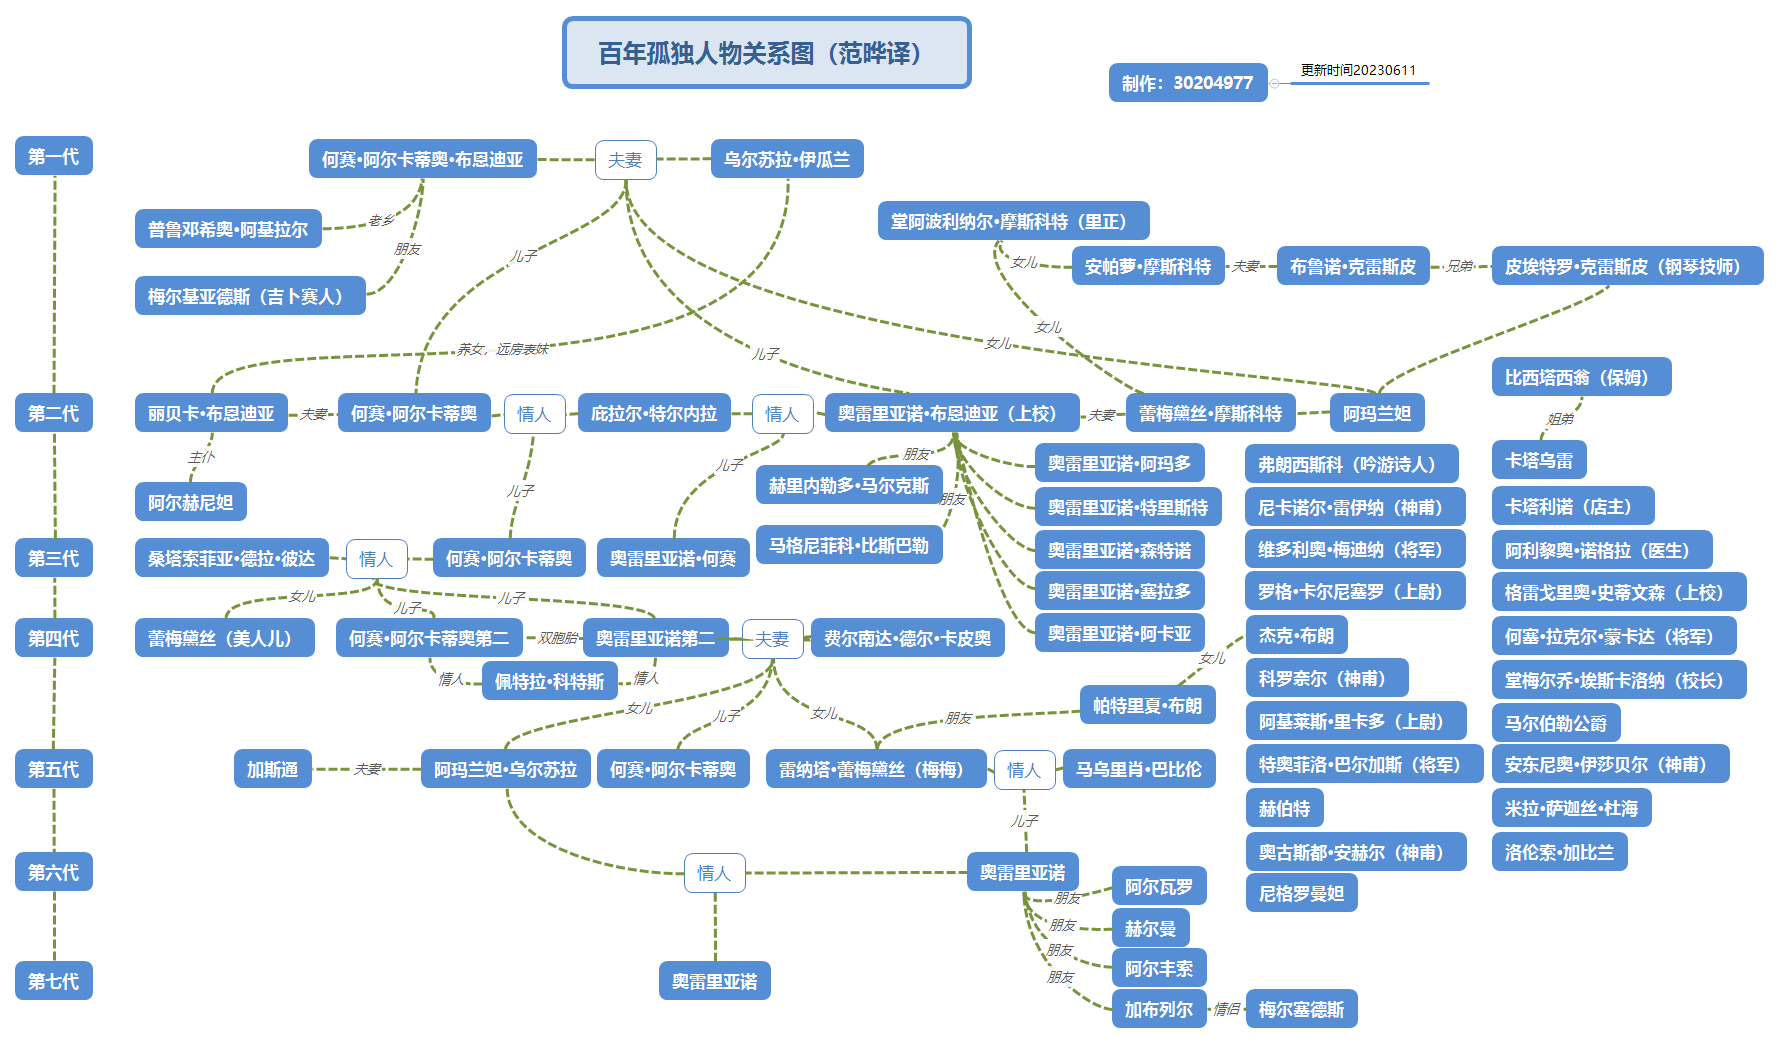 百年孤独人物关系图（范晔译）
制作：30204977
更新时间20230611
第一代
何赛•阿尔卡蒂奥•布恩迪亚
夫妻
乌尔苏拉•伊瓜兰
普鲁邓希奥•阿基拉尔
老乡
朋友
梅尔基亚德斯（吉卜赛人）
儿子
堂阿波利纳尔•摩斯科特（里正）
女儿
安帕萝•摩斯科特
夫妻
布鲁诺•克雷斯皮
兄弟
皮埃特罗•克雷斯皮（钢琴技师）
女儿
女儿
养女，远房表妹
儿子
比西塔西翁（保姆）
第二代
丽贝卡•布恩迪亚
夫妻
何赛•阿尔卡蒂奥
情人
庇拉尔•特尔内拉
情人
奥雷里亚诺•布恩迪亚（上校）
夫妻
蕾梅黛丝•摩斯科特
阿玛兰妲
姐弟
卡塔乌雷
主仆
阿尔赫尼妲
儿子
儿子
朋友
赫里内勒多•马尔克斯
朋友
马格尼菲科•比斯巴勒
奥雷里亚诺•阿玛多
奥雷里亚诺•特里斯特
奥雷里亚诺•森特诺
奥雷里亚诺•塞拉多
奥雷里亚诺•阿卡亚
弗朗西斯科（吟游诗人）
尼卡诺尔•雷伊纳（神甫）
维多利奥•梅迪纳（将军）
罗格•卡尔尼塞罗（上尉）
杰克•布朗
科罗奈尔（神甫）
阿基莱斯•里卡多（上尉）
特奥菲洛•巴尔加斯（将军）
赫伯特
奥古斯都•安赫尔（神甫）
尼格罗曼妲
卡塔利诺（店主）
阿利黎奥•诺格拉（医生）
格雷戈里奥•史蒂文森（上校）
何塞•拉克尔•蒙卡达（将军）
堂梅尔乔•埃斯卡洛纳（校长）
马尔伯勒公爵
安东尼奥•伊莎贝尔（神甫）
米拉•萨迦丝•杜海
洛伦索•加比兰
第三代
桑塔索菲亚•德拉•彼达
情人
何赛•阿尔卡蒂奥
奥雷里亚诺•何赛
女儿
儿子
儿子
第四代
蕾梅黛丝（美人儿）
何赛•阿尔卡蒂奥第二
双胞胎
奥雷里亚诺第二
夫妻
费尔南达•德尔•卡皮奥
情人
佩特拉•科特斯
情人
女儿
帕特里夏•布朗
女儿
儿子
女儿
朋友
第五代
加斯通
夫妻
阿玛兰妲•乌尔苏拉
何赛•阿尔卡蒂奥
雷纳塔•蕾梅黛丝（梅梅）
情人
马乌里肖•巴比伦
儿子
第六代
情人
奥雷里亚诺
朋友
阿尔瓦罗
朋友
赫尔曼
朋友
阿尔丰索
朋友
加布列尔
情侣
梅尔塞德斯
第七代
奥雷里亚诺